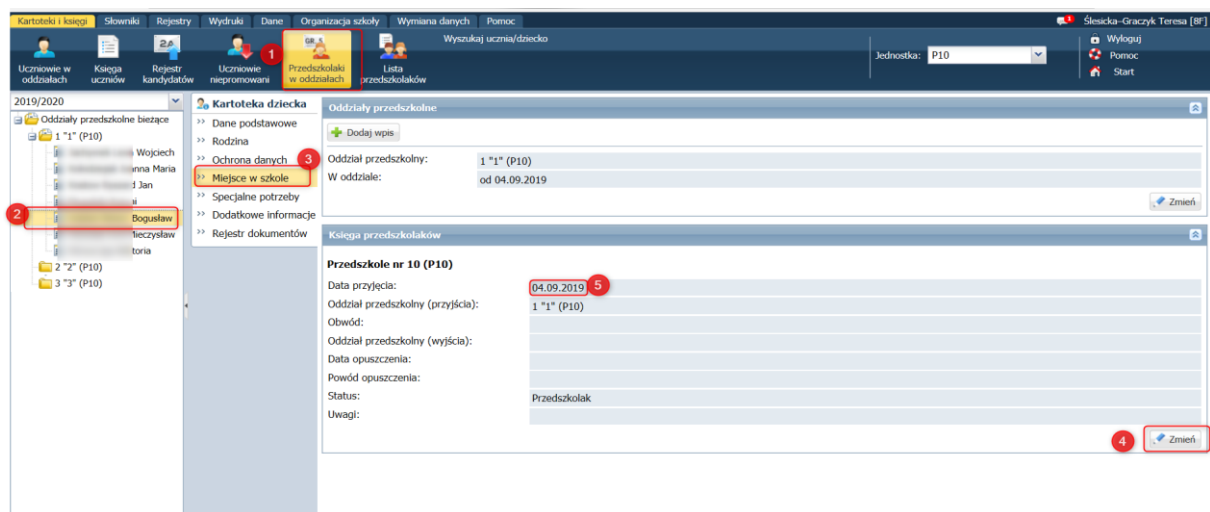 Kartoteki i księgi Słowniki Rejestry Wydruki Dane Organizacja szkoły Wymiana danych Pomoc
1 Ślesicka-Graczyk Teresa [8F]
Uczniowie w oddziałach
Księga uczniów
Rejestr kandydatów
Uczniowie niepromowani
1
Przedszkolaki w oddziałach
Lista przedszkolaków
Wyszukaj ucznia/dziecko
Jednostka: P10
Wyloguj
Pomoc
Start
2019/2020
Oddziały przedszkolne bieżące
1 "1" (P10)
Wojciech
Maria
Jan
2
Bogusław
Mieczysław
2 "2" (P10)
3 "3" (P10)
Kartoteka dziecka
Dane podstawowe
Rodzina
Ochrona danych
3
Miejsce w szkole
Specjalne potrzeby
Dodatkowe informacje
Rejestr dokumentów
Oddziały przedszkolne
Dodaj wpis
Oddział przedszkolny: 1 "1" (P10)
W oddziale: od 04.09.2019
Zmień
Księga przedszkolaków
Przedszkole nr 10 (P10)
Data przyjęcia: 04.09.2019 5
Oddział przedszkolny (przyjścia): 1 "1" (P10)
Obwód:
Oddział przedszkolny (wyjścia):
Data opuszczenia:
Powód opuszczenia:
Status: Przedszkolak
Uwagi:
4 Zmień